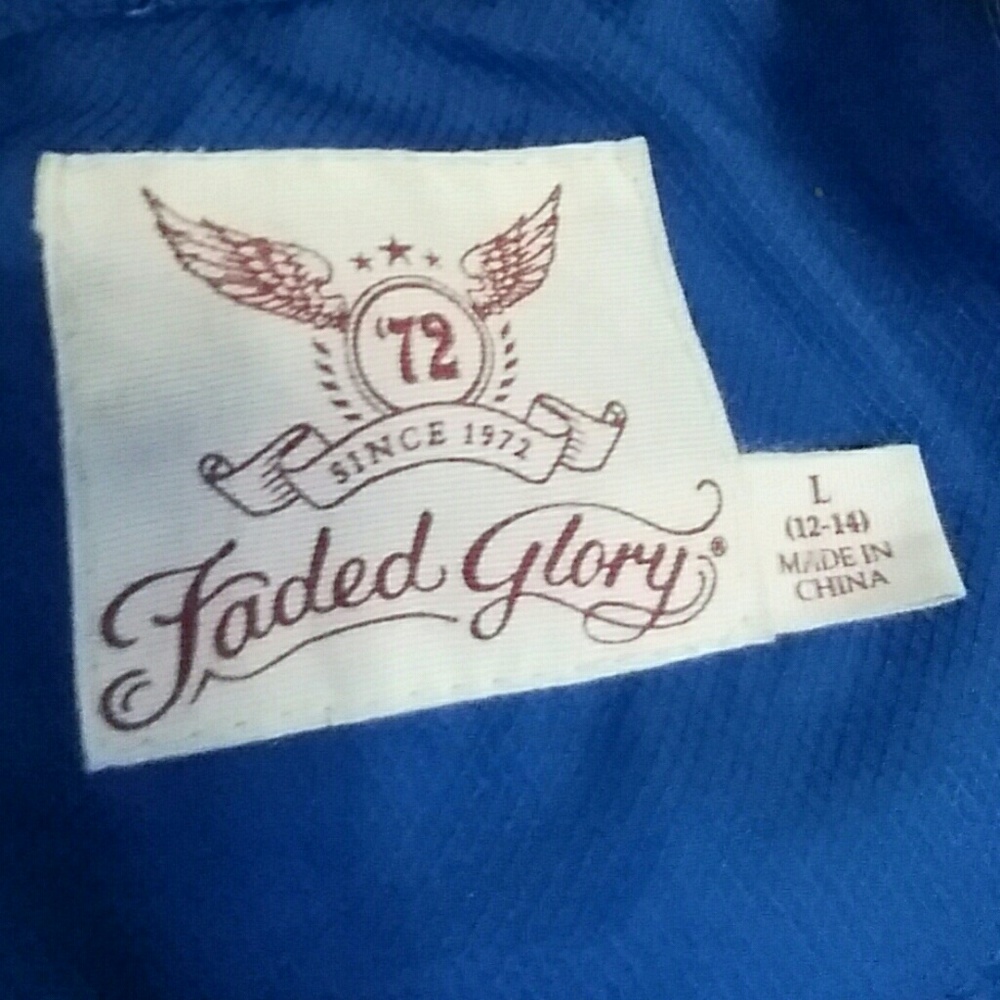 '72
SINCE 1972
Faded Glory®
L
(12-14)
MADE IN
CHINA